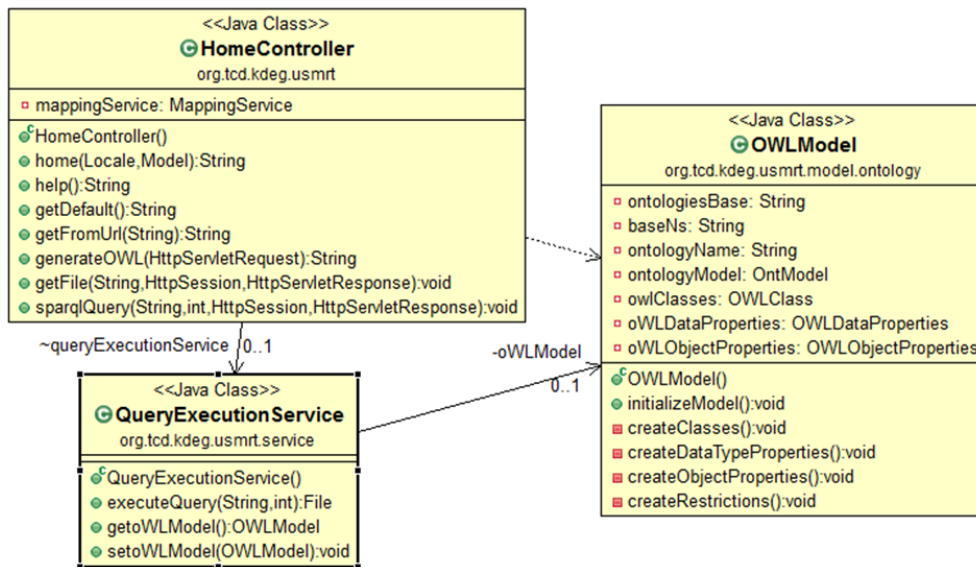 <<Java Class>>
HomeController
org.tcd.kdeg.usmrt
mappingService: MappingService
HomeController()
home(Locale,Model):String
help():String
getDefault():String
getFromUrl(String):String
generateOWL(HttpServletRequest):String
getFile(String,HttpSession,HttpServletResponse):void
sparqlQuery(String,int,HttpSession,HttpServletResponse):void
~queryExecutionService
0..1
<<Java Class>>
QueryExecutionService
org.tcd.kdeg.usmrt.service
QueryExecutionService()
executeQuery(String,int):File
getoWLModel():OWLModel
setoWLModel(OWLModel):void
-oWLModel
0..1
<<Java Class>>
OWLModel
org.tcd.kdeg.usmrt.model.ontology
ontologiesBase: String
baseNs: String
ontologyName: String
ontologyModel: OntModel
owlClasses: OWLClass
oWLDataProperties: OWLDataProperties
oWLObjectProperties: OWLObjectProperties
OWLModel()
initializeModel():void
createClasses():void
createDataTypeProperties():void
createObjectProperties():void
createRestrictions():void